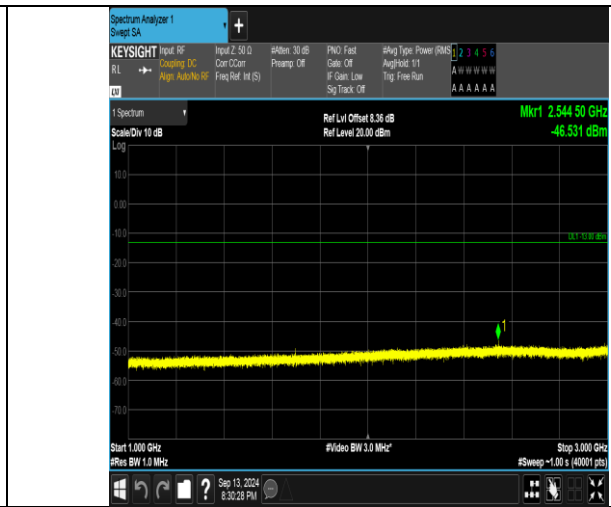 Spectrum Analyzer 1
Swept SA
+
KEYSIGHT Input: RF Input Z: 50 Ω #Atten: 30 dB PNO: Fast #Avg Type: Power (RMS 1 2 3 4 5 6
RL Coupling: DC Corr CCorr Preamp: Off Gate: Off Avg|Hold: 1/1 A W W W W W
Align: Auto/No RF Freq Ref: Int (S) IF Gain: Low Trig: Free Run
LXI Sig Track: Off A A A A A A
1 Spectrum Ref Lvl Offset 8.36 dB Mkr1 2.544 50 GHz
Scale/Div 10 dB Ref Level 20.00 dBm -46.531 dBm
Log
10.0
0.00
-10.0
DL1 -13.00 dBm
-20.0
-30.0
-40.0
1
-50.0
-60.0
-70.0
Start 1.000 GHz #Video BW 3.0 MHz* Stop 3.000 GHz
#Res BW 1.0 MHz #Sweep ~1.00 s (40001 pts)
? Sep 13, 2024
8:30:28 PM